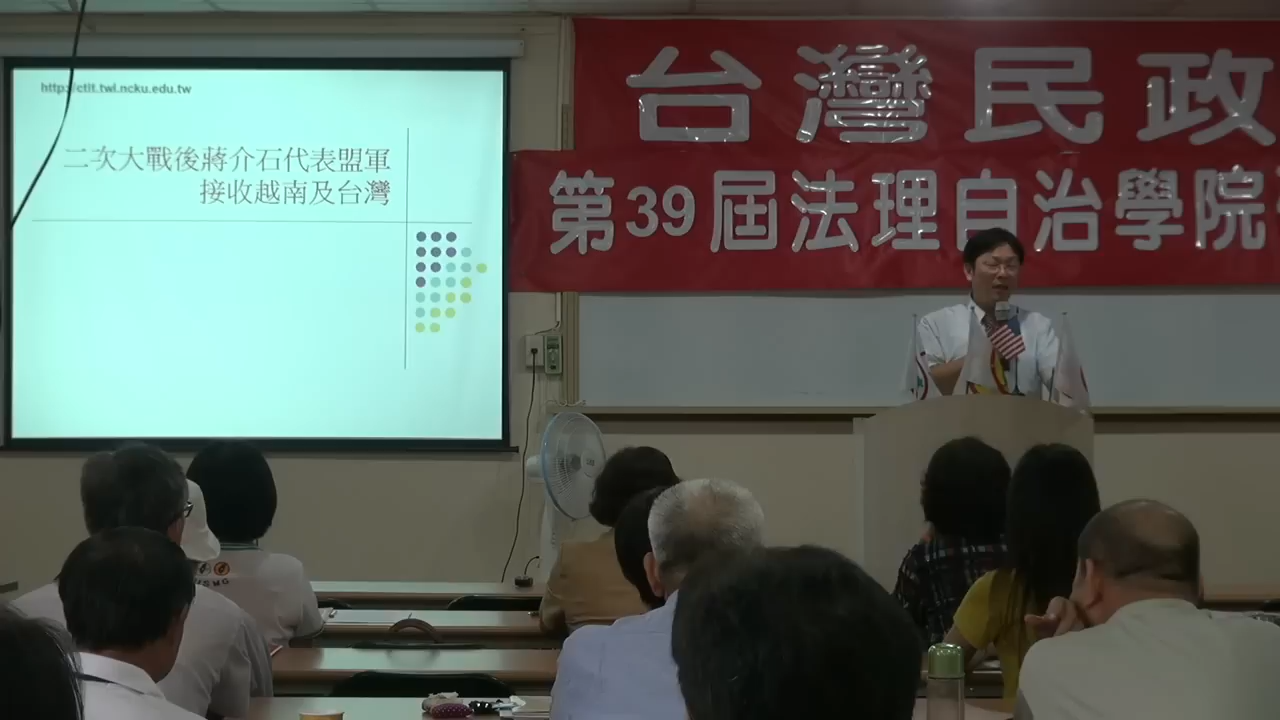 http://ctlt.twl.ncku.edu.tw
二次大戰後蔣介石代表盟軍
接收越南及台灣
台灣民政
第39屆法理自治學院
USMG